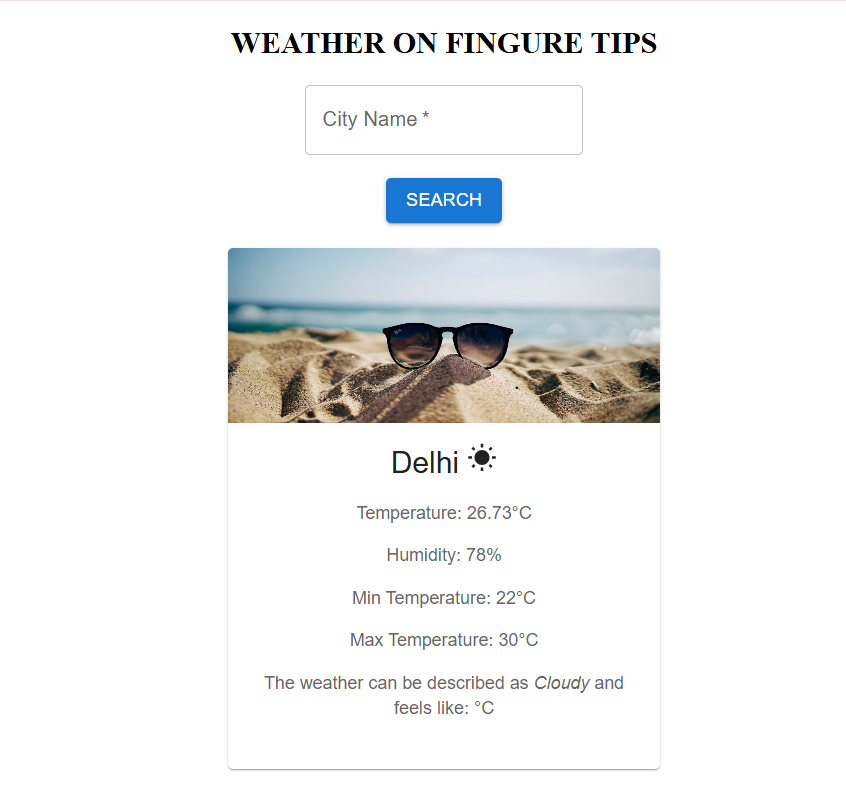 WEATHER ON FINGURE TIPS
City Name *
SEARCH
Delhi
Temperature: 26.73°C
Humidity: 78%
Min Temperature: 22°C
Max Temperature: 30°C
The weather can be described as Cloudy and
feels like: °C